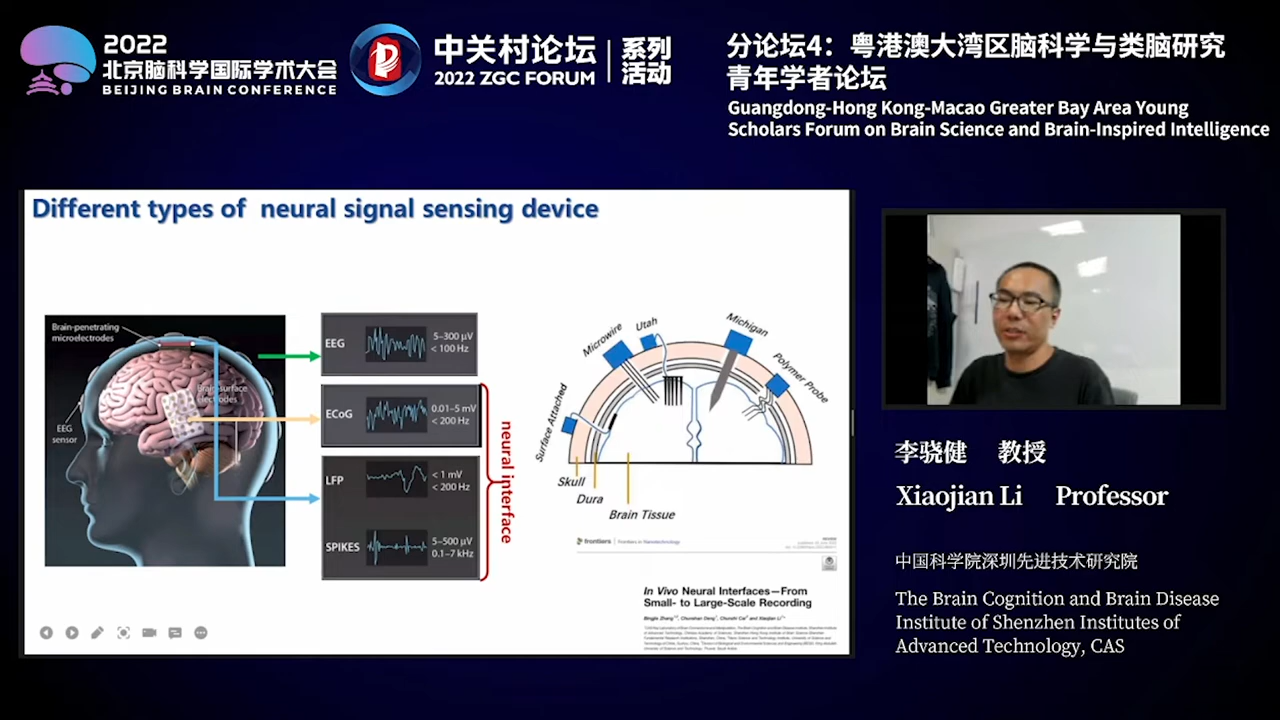 2022
北京脑科学国际学术大会
BEIJING BRAIN CONFERENCE
中关村论坛
2022 ZGC FORUM
系列
活动
分论坛4：粤港澳大湾区脑科学与类脑研究
青年学者论坛
Guangdong-Hong Kong-Macao Greater Bay Area Young
Scholars Forum on Brain Science and Brain-Inspired Intelligence
Different types of neural signal sensing device
Brain-penetrating
microelectrodes
Brain-surface
electrodes
EEG
sensor
EEG
5–300 μV
< 100 Hz
ECoG
0.01–5 mV
< 200 Hz
LFP
< 1 mV
< 200 Hz
SPIKES
5–500 μV
0.1–7 kHz
neural interface
Surface Attached
Microwire
Utah
Michigan
Polymer Probe
Skull
Dura
Brain Tissue
frontiers | Frontiers in Nanotechnology
In Vivo Neural Interfaces—From
Small- to Large-Scale Recording
李骁健 教授
Xiaojian Li Professor
中国科学院深圳先进技术研究院
The Brain Cognition and Brain Disease
Institute of Shenzhen Institutes of
Advanced Technology, CAS